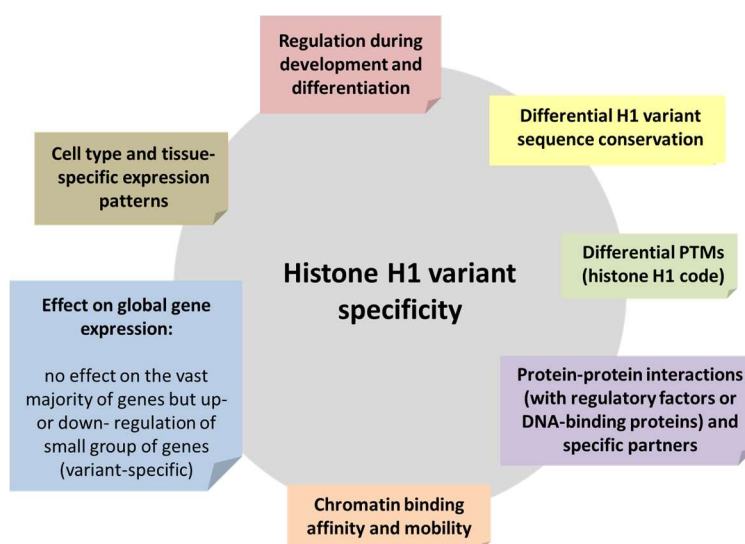 Regulation during
development and
differentiation
Differential H1 variant
sequence conservation
Cell type and tissue-
specific expression
patterns
Differential PTMs
(histone H1 code)
Histone H1 variant
specificity
Effect on global gene
expression:
no effect on the vast
majority of genes but up-
or down- regulation of
small group of genes
(variant-specific)
Protein-protein interactions
(with regulatory factors or
DNA-binding proteins) and
specific partners
Chromatin binding
affinity and mobility